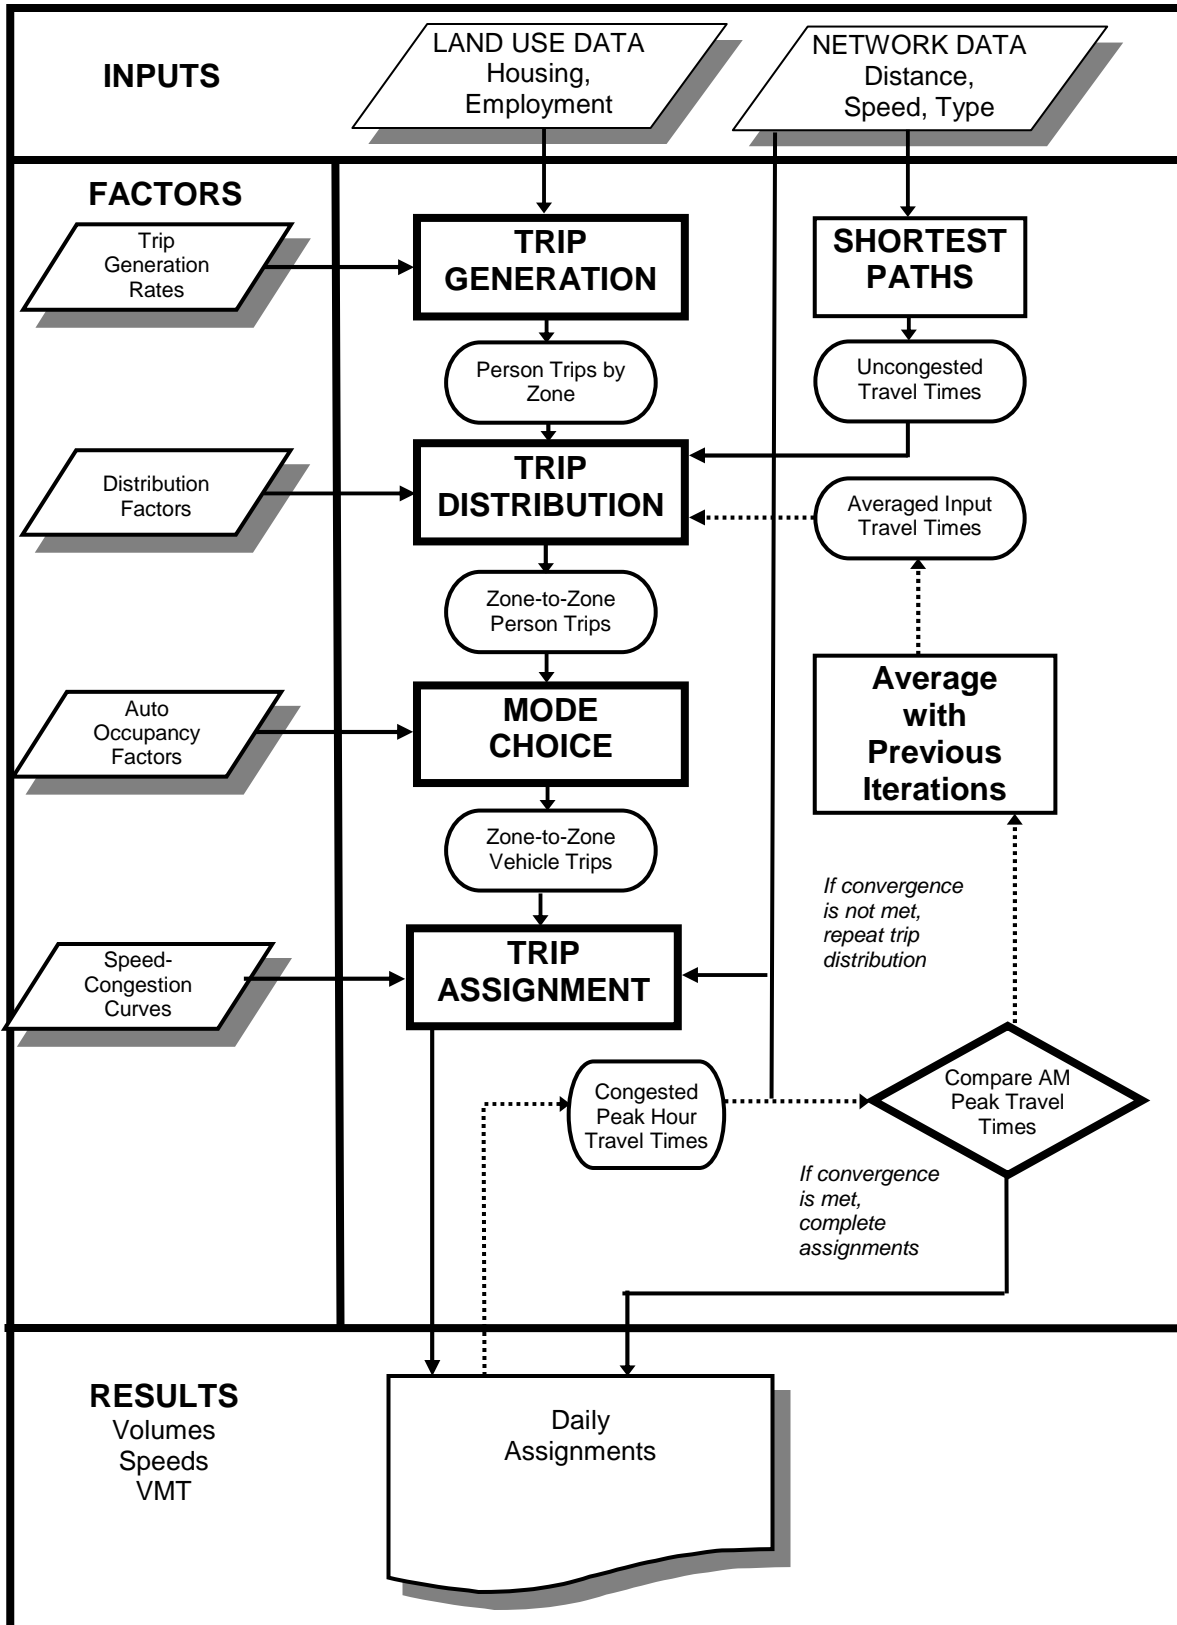 INPUTS
LAND USE DATA
Housing,
Employment
NETWORK DATA
Distance,
Speed, Type
FACTORS
Trip
Generation
Rates
TRIP
GENERATION
SHORTEST
PATHS
Person Trips by
Zone
Uncongested
Travel Times
Distribution
Factors
TRIP
DISTRIBUTION
Averaged Input
Travel Times
Zone-to-Zone
Person Trips
Average
with
Previous
Iterations
Auto
Occupancy
Factors
MODE
CHOICE
Zone-to-Zone
Vehicle Trips
If convergence
is not met,
repeat trip
distribution
Speed-
Congestion
Curves
TRIP
ASSIGNMENT
Congested
Peak Hour
Travel Times
Compare AM
Peak Travel
Times
If convergence
is met,
complete
assignments
RESULTS
Volumes
Speeds
VMT
Daily
Assignments